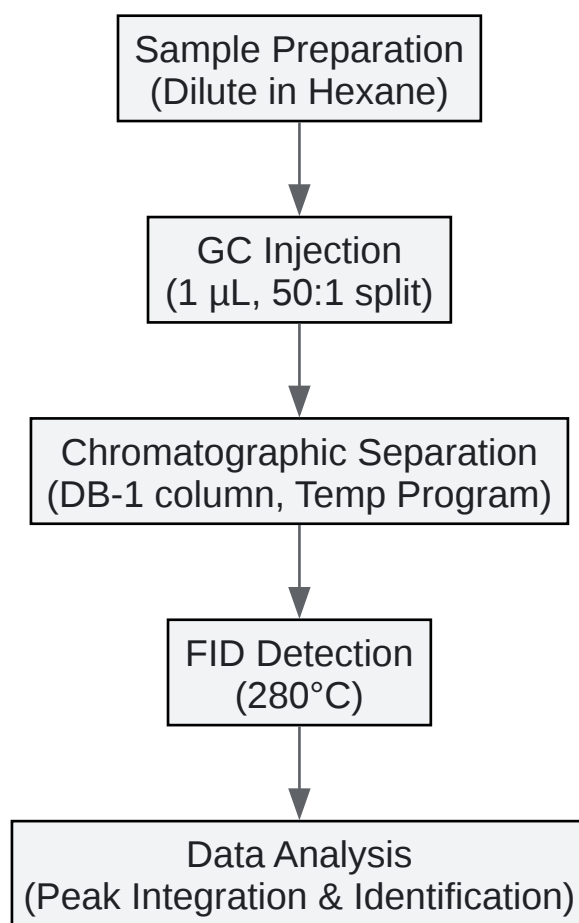 Sample Preparation
(Dilute in Hexane)
GC Injection
(1 µL, 50:1 split)
Chromatographic Separation
(DB-1 column, Temp Program)
FID Detection
(280°C)
Data Analysis
(Peak Integration & Identification)